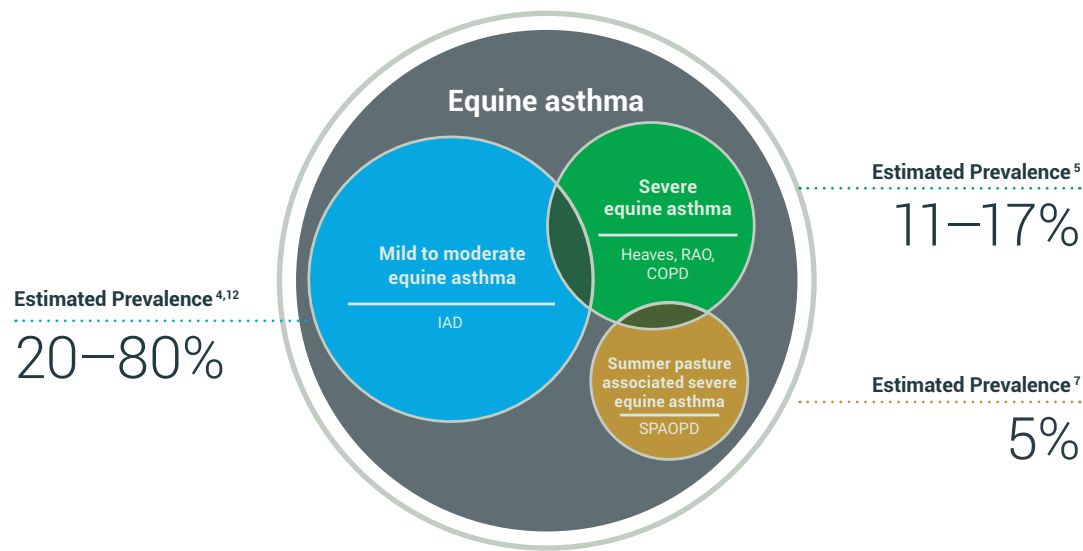 Equine asthma
Mild to moderate
equine asthma
IAD
Severe
equine asthma
Heaves, RAO,
COPD
Summer pasture
associated severe
equine asthma
SPAOPD
Estimated Prevalence 4,12
20–80%
Estimated Prevalence 5
11–17%
Estimated Prevalence 7
5%